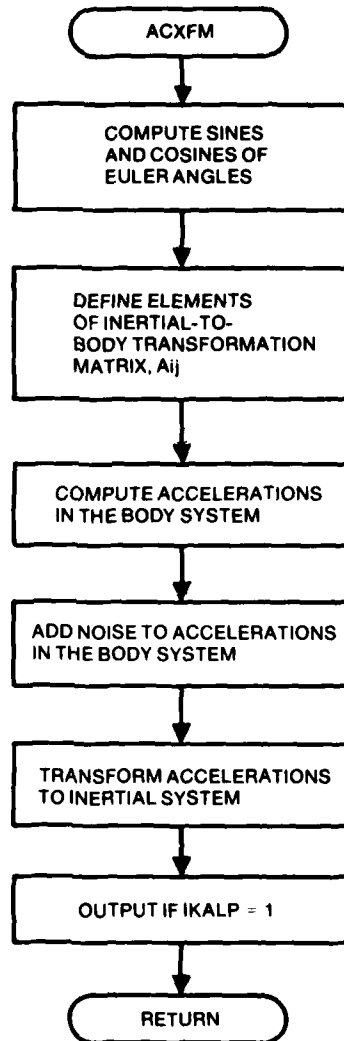 ACXFM
COMPUTE SINES
AND COSINES OF
EULER ANGLES
DEFINE ELEMENTS
OF INERTIAL-TO-
BODY TRANSFORMATION
MATRIX, Aij
COMPUTE ACCELERATIONS
IN THE BODY SYSTEM
ADD NOISE TO ACCELERATIONS
IN THE BODY SYSTEM
TRANSFORM ACCELERATIONS
TO INERTIAL SYSTEM
OUTPUT IF IKALP = 1
RETURN